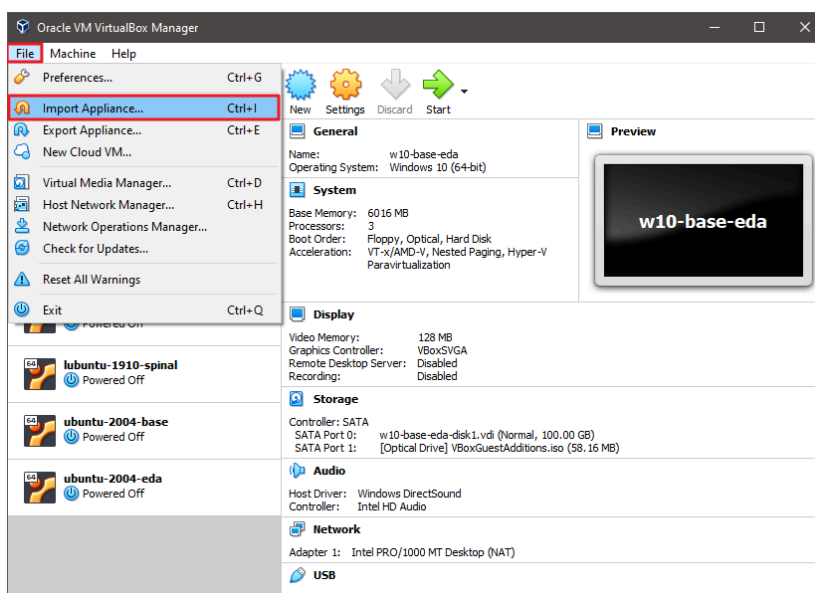 Oracle VM VirtualBox Manager
File Machine Help
Preferences... Ctrl+G
Import Appliance... Ctrl+I
Export Appliance... Ctrl+E
New Cloud VM...
Virtual Media Manager... Ctrl+D
Host Network Manager... Ctrl+H
Network Operations Manager...
Check for Updates...
Reset All Warnings
Exit Ctrl+Q
Powered Off
64 lubuntu-1910-spinal
Powered Off
64 ubuntu-2004-base
Powered Off
64 ubuntu-2004-eda
Powered Off
New Settings Discard Start
General
Name: w10-base-eda
Operating System: Windows 10 (64-bit)
System
Base Memory: 6016 MB
Processors: 3
Boot Order: Floppy, Optical, Hard Disk
Acceleration: VT-x/AMD-V, Nested Paging, Hyper-V
Paravirtualization
Preview
w10-base-eda
Display
Video Memory: 128 MB
Graphics Controller: VBoxSVGA
Remote Desktop Server: Disabled
Recording: Disabled
Storage
Controller: SATA
SATA Port 0: w10-base-eda-disk1.vdi (Normal, 100.00 GB)
SATA Port 1: [Optical Drive] VBoxGuestAdditions.iso (58.16 MB)
Audio
Host Driver: Windows DirectSound
Controller: Intel HD Audio
Network
Adapter 1: Intel PRO/1000 MT Desktop (NAT)
USB